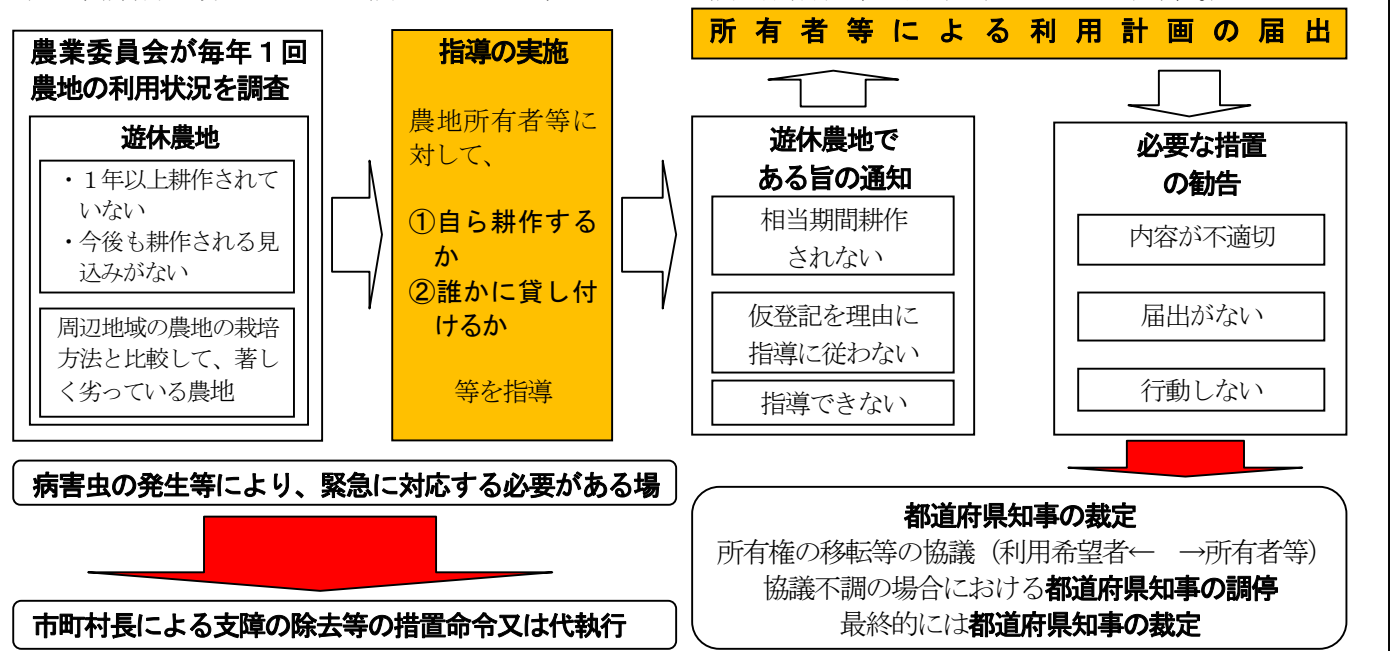 農業委員会が毎年１回
農地の利用状況を調査
遊休農地
・１年以上耕作されて
いない
・今後も耕作される見
込みがない
周辺地域の農地の栽培
方法と比較して、著し
く劣っている農地
指導の実施
農地所有者等に
対して、
①自ら耕作する
か
②誰かに貸し付
けるか
等を指導
所有者等による利用計画の届出
遊休農地で
ある旨の通知
相当期間耕作
されない
仮登記を理由に
指導に従わない
指導できない
必要な措置
の勧告
内容が不適切
届出がない
行動しない
病害虫の発生等により、緊急に対応する必要がある場
市町村長による支障の除去等の措置命令又は代執行
都道府県知事の裁定
所有権の移転等の協議（利用希望者←　→所有者等）
協議不調の場合における都道府県知事の調停
最終的には都道府県知事の裁定